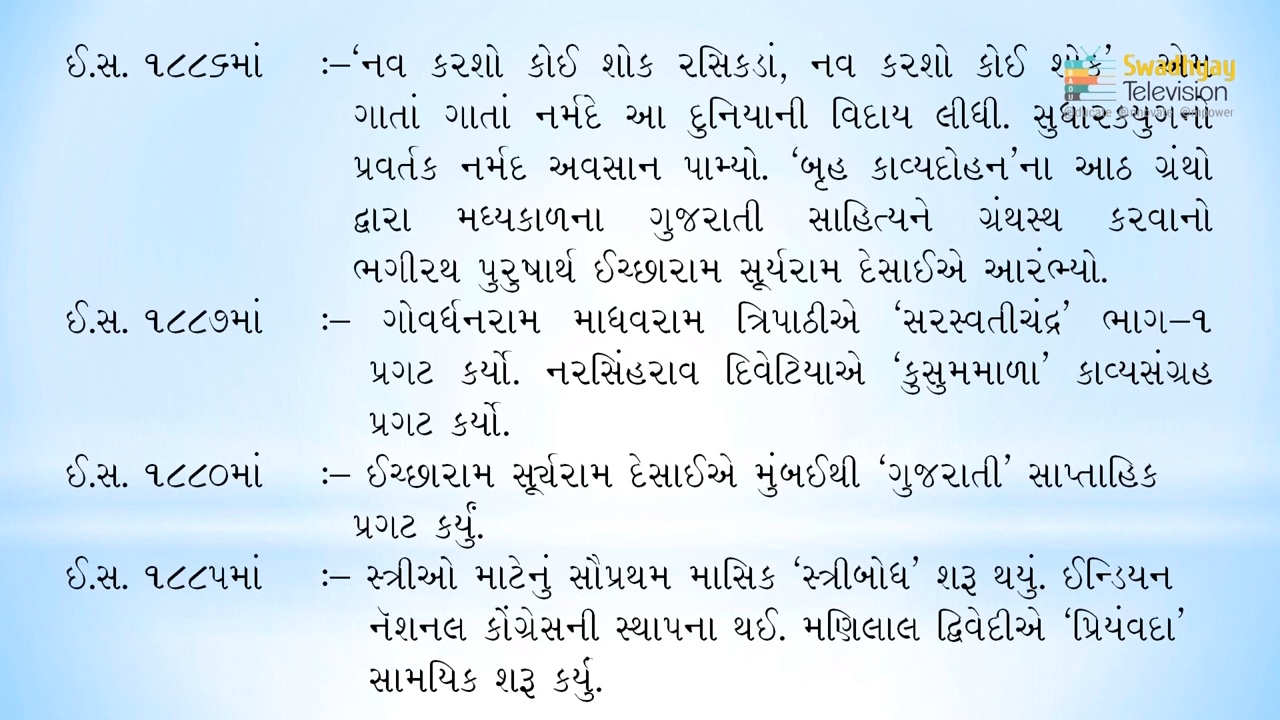 ઈ.સ. ૧૮૮૬માં :– ‘નવ કરશો કોઈ શોક રસિકડાં, નવ કરશો કોઈ શોક’ એમ
ગાતાં ગાતાં નર્મદે આ દુનિયાની વિદાય લીધી. સુધારકયુગના
પ્રવર્તક નર્મદ અવસાન પામ્યો. ‘બૃહ કાવ્યદોહન’ના આઠ ગ્રંથો
દ્વારા મધ્યકાળના ગુજરાતી સાહિત્યને ગ્રંથસ્થ કરવાનો
ભગીરથ પુરુષાર્થ ઈચ્છારામ સૂર્યરામ દેસાઈએ આરંભ્યો.
ઈ.સ. ૧૮૮૭માં :– ગોવર્ધનરામ માધવરામ ત્રિપાઠીએ ‘સરસ્વતીચંદ્ર’ ભાગ–૧
પ્રગટ કર્યો. નરસિંહરાવ દિવેટિયાએ ‘કુસુમમાળા’ કાવ્યસંગ્રહ
પ્રગટ કર્યો.
ઈ.સ. ૧૮૮૦માં :– ઈચ્છારામ સૂર્યરામ દેસાઈએ મુંબઈથી ‘ગુજરાતી’ સાપ્તાહિક
પ્રગટ કર્યું.
ઈ.સ. ૧૮૮૫માં :– સ્ત્રીઓ માટેનું સૌપ્રથમ માસિક ‘સ્ત્રીબોધ’ શરૂ થયું. ઈન્ડિયન
નૅશનલ કોંગ્રેસની સ્થાપના થઈ. મણિલાલ દ્વિવેદીએ ‘પ્રિયંવદા’
સામયિક શરૂ કર્યું.
Swadhyay
Television